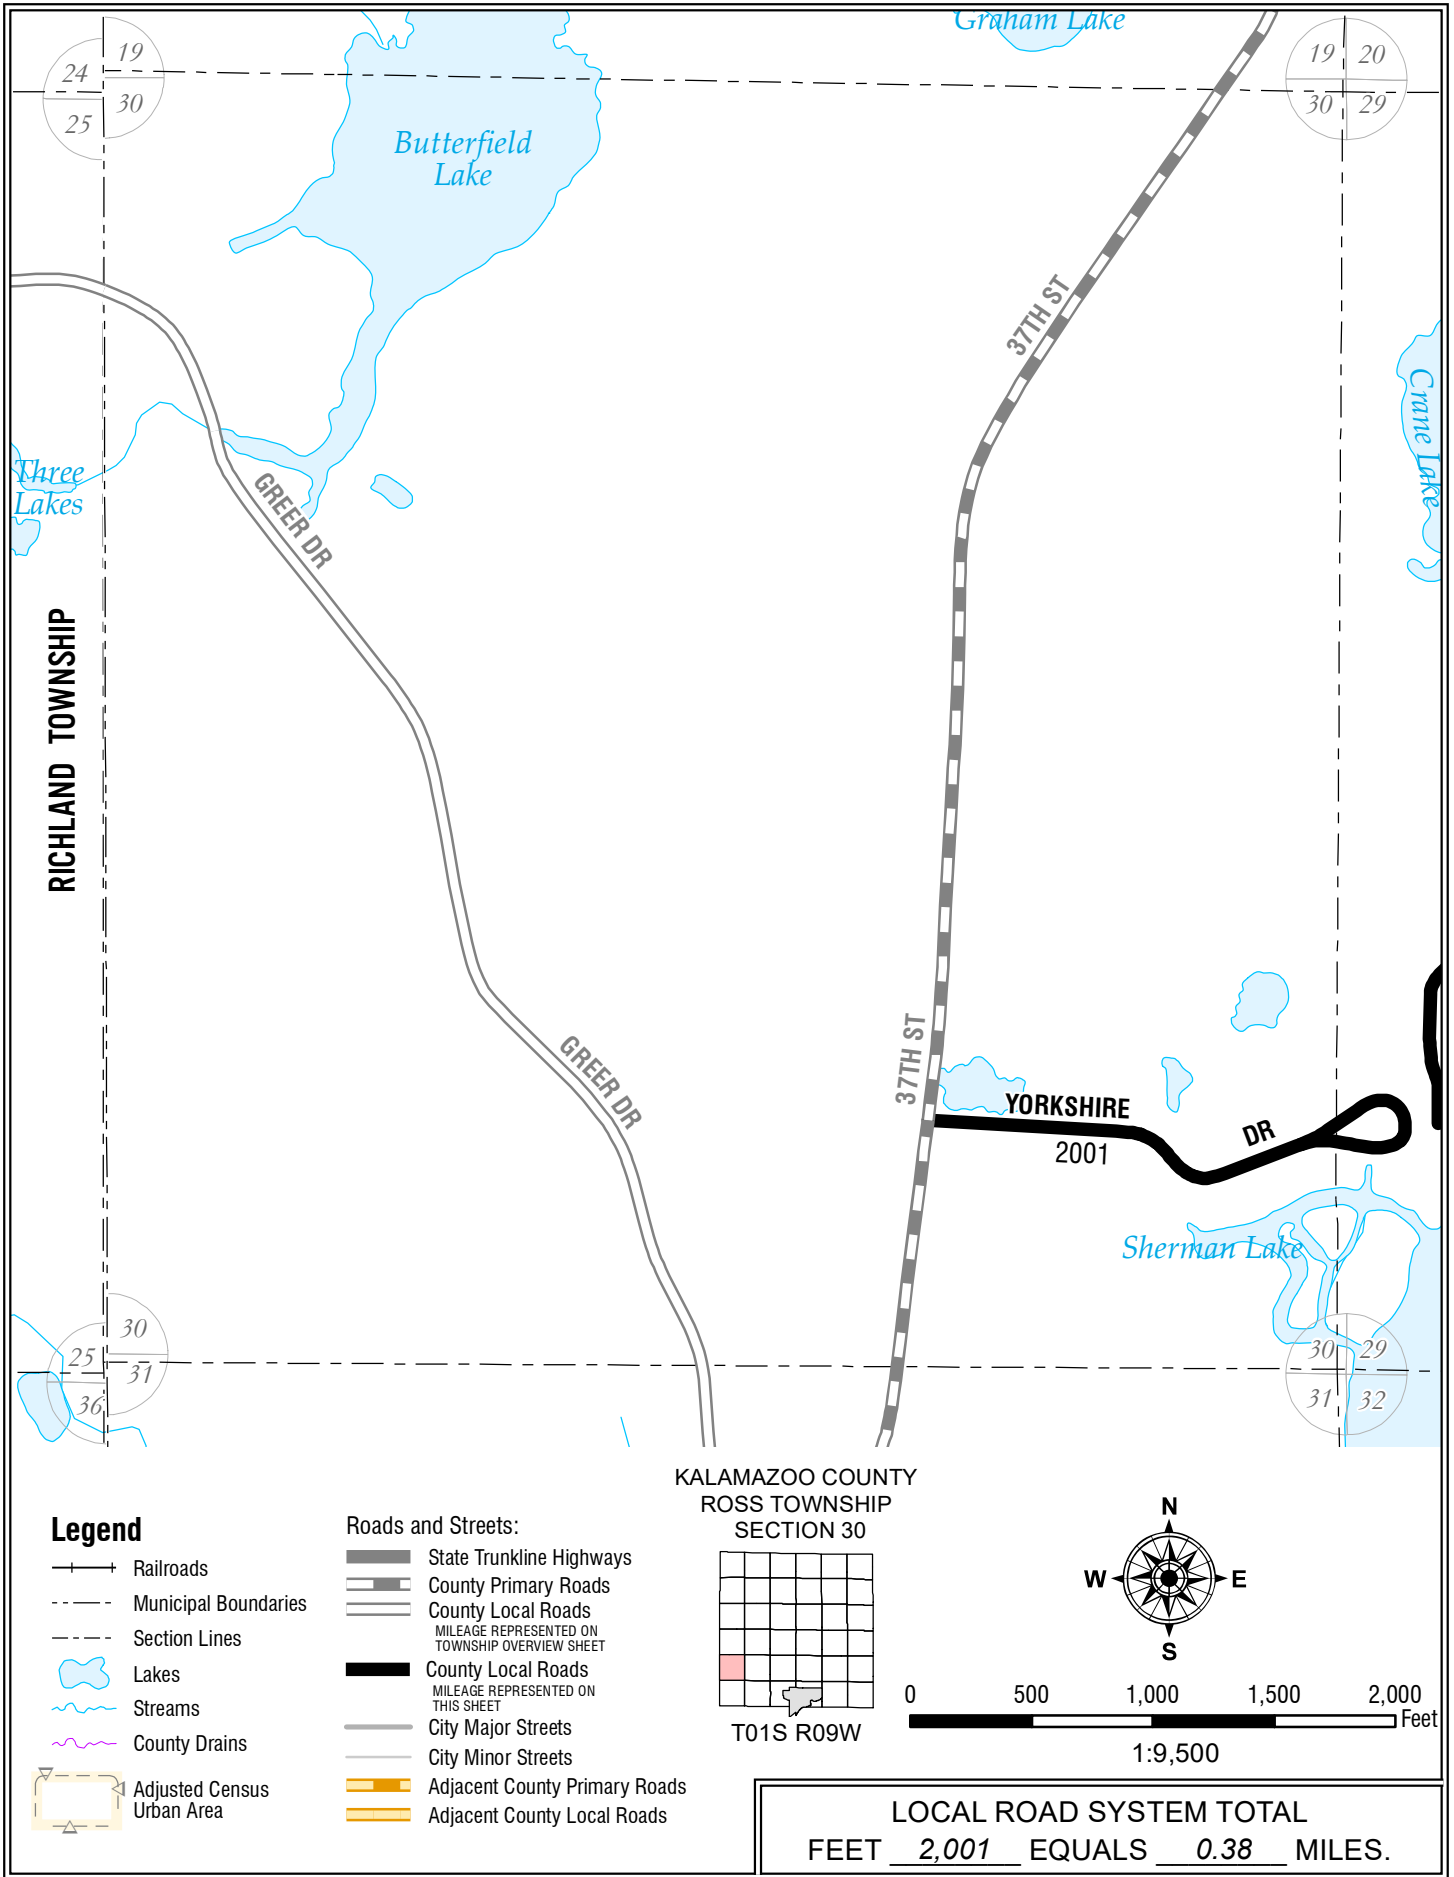 Graham Lake
24
19
25
30
19
20
30
29
Butterfield
Lake
37TH ST
Crane Lake
Three
Lakes
GREER DR
RICHLAND TOWNSHIP
GREER DR
37TH ST
YORKSHIRE DR
2001
Sherman Lake
30
25
31
36
30
29
31
32
KALAMAZOO COUNTY
ROSS TOWNSHIP
SECTION 30
T01S R09W
Legend
Railroads
Municipal Boundaries
Section Lines
Lakes
Streams
County Drains
Adjusted Census
Urban Area
Roads and Streets:
State Trunkline Highways
County Primary Roads
County Local Roads
MILEAGE REPRESENTED ON
TOWNSHIP OVERVIEW SHEET
County Local Roads
MILEAGE REPRESENTED ON
THIS SHEET
City Major Streets
City Minor Streets
Adjacent County Primary Roads
Adjacent County Local Roads
N
W E
S
0 500 1,000 1,500 2,000
Feet
1:9,500
LOCAL ROAD SYSTEM TOTAL
FEET 2,001 EQUALS 0.38 MILES.